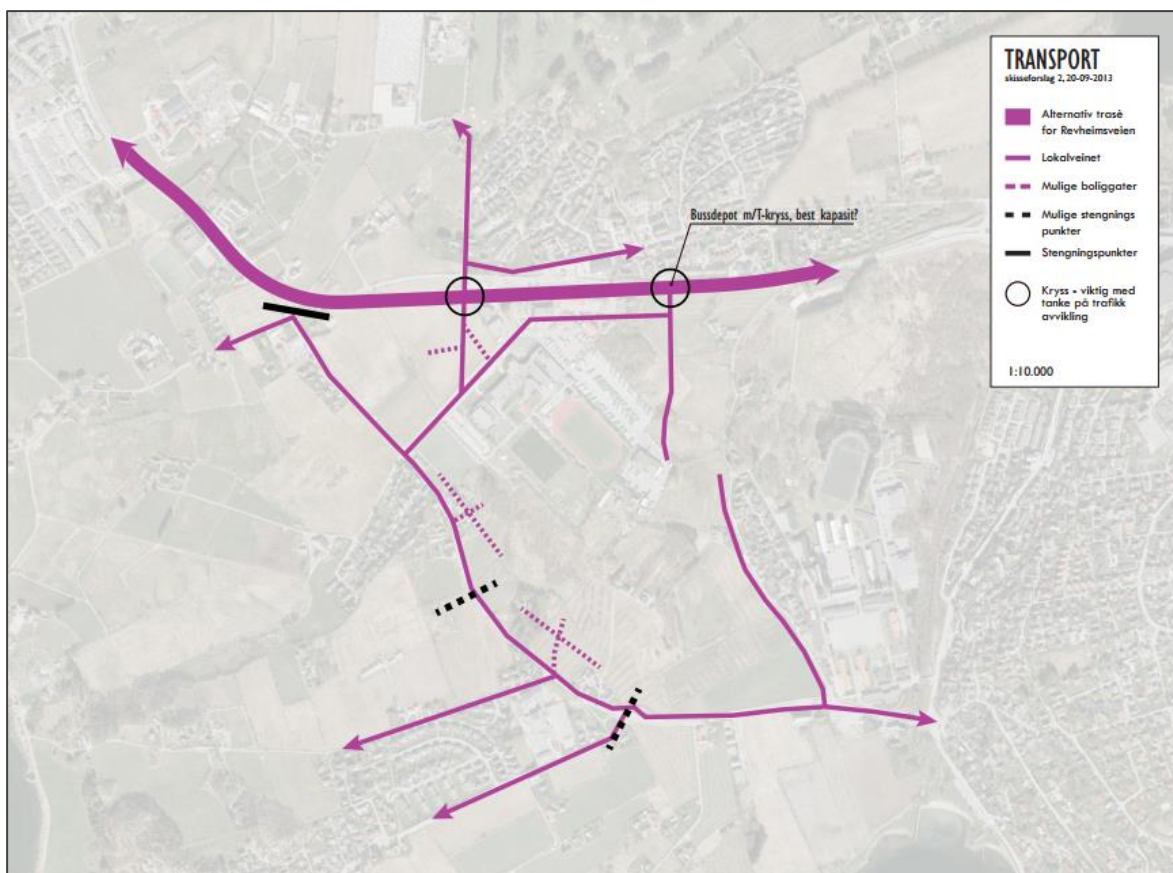 TRANSPORT
skisseforslag 2, 20-09-2013
Alternativ trasè
for Revheimsveien
Lokalveinet
Mulige boliggater
Mulige stengnings
punkter
Stengningspunkter
Kryss - viktig med
tanke på trafikk
avvikling
1:10.000
Bussdepot m/T-kryss, best kapasit?